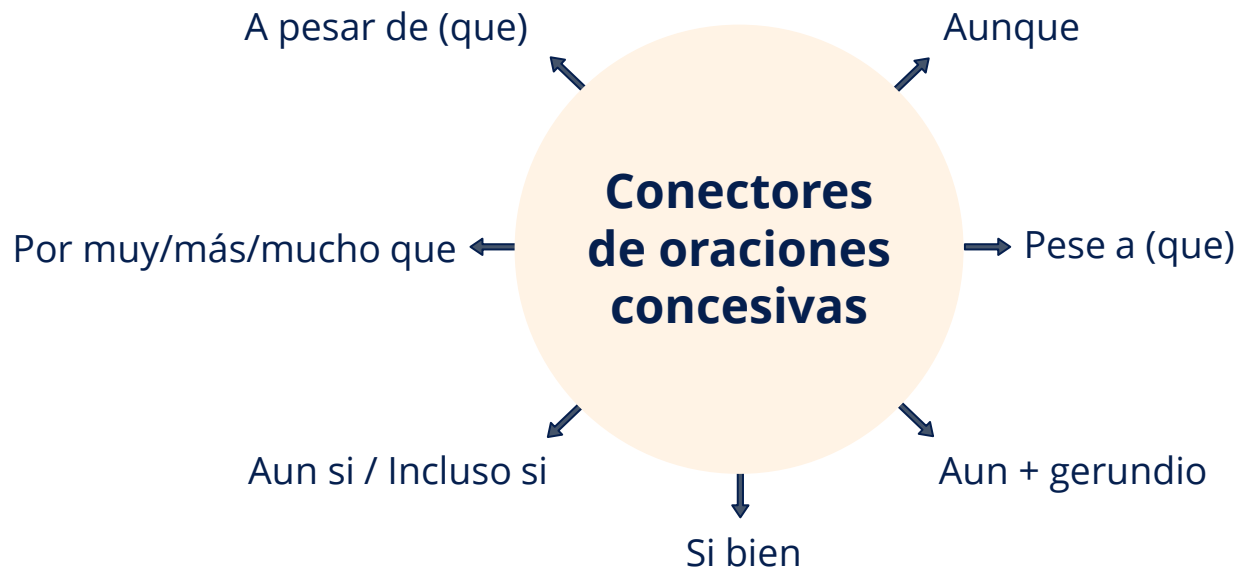 A pesar de (que)
Aunque
Conectores
de oraciones
concesivas
Por muy/más/mucho que
Pese a (que)
Aun si / Incluso si
Aun + gerundio
Si bien